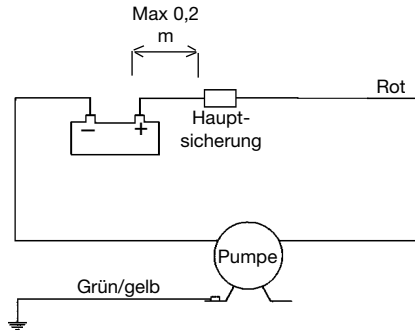 Max 0,2
m
Rot
– +
Haupt-
sicherung
Pumpe
Grün/gelb